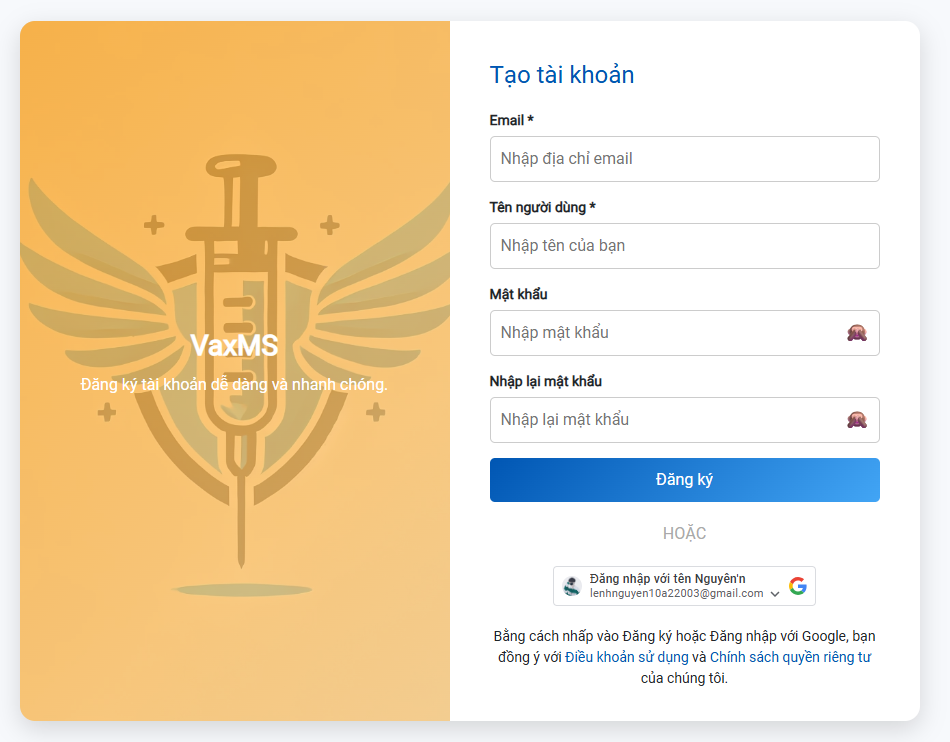 VaxMS
Đăng ký tài khoản dễ dàng và nhanh chóng.
Tạo tài khoản
Email *
Nhập địa chỉ email
Tên người dùng *
Nhập tên của bạn
Mật khẩu
Nhập mật khẩu
Nhập lại mật khẩu
Nhập lại mật khẩu
Đăng ký
HOẶC
Đăng nhập với tên Nguyên'n
lenhnguyen10a22003@gmail.com
Bằng cách nhấp vào Đăng ký hoặc Đăng nhập với Google, bạn
đồng ý với Điều khoản sử dụng và Chính sách quyền riêng tư
của chúng tôi.